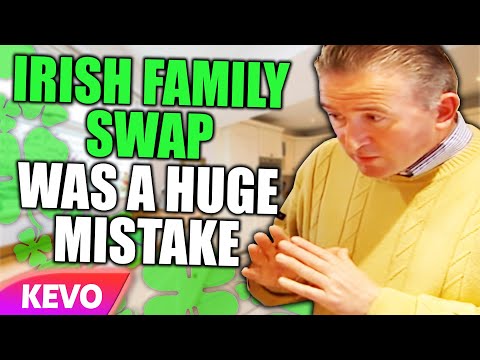 IRISH FAMILY
SWAP
WAS A HUGE
MISTAKE
KEVO